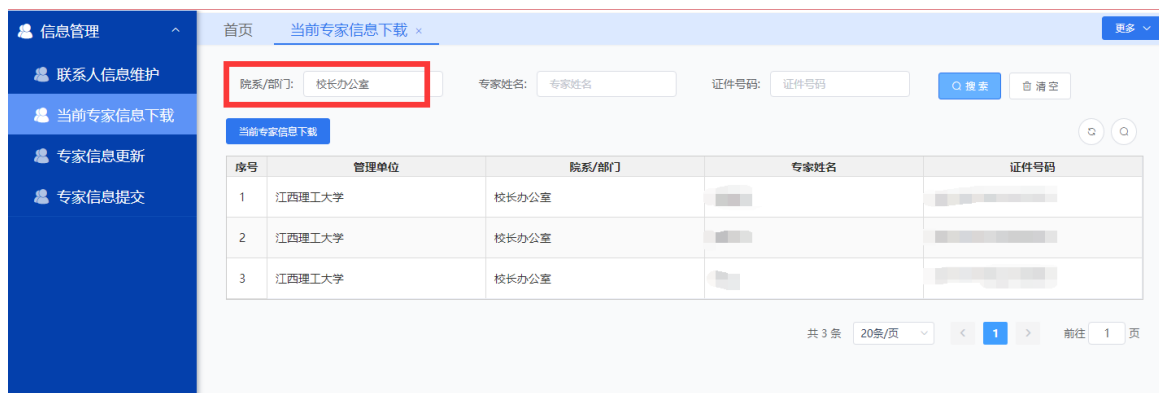 信息管理
联系人信息维护
当前专家信息下载
专家信息更新
专家信息提交
首页 当前专家信息下载 × 更多
院系/部门: 校长办公室 专家姓名: 专家姓名 证件号码: 证件号码 搜索 清空
当前专家信息下载
序号 管理单位 院系/部门 专家姓名 证件号码
1 江西理工大学 校长办公室
2 江西理工大学 校长办公室
3 江西理工大学 校长办公室
共 3 条 20条/页 < 1 > 前往 1 页